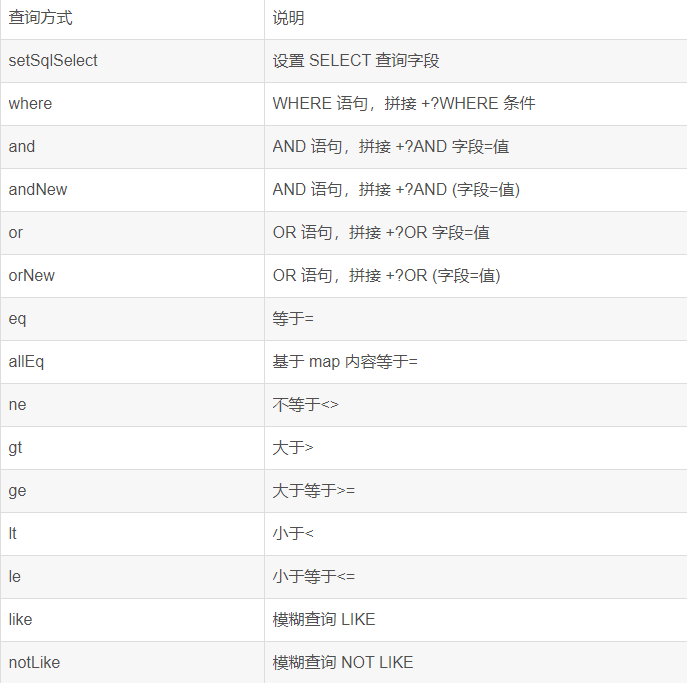 查询方式 说明
setSqlSelect 设置 SELECT 查询字段
where WHERE 语句，拼接 +?WHERE 条件
and AND 语句，拼接 +?AND 字段=值
andNew AND 语句，拼接 +?AND (字段=值)
or OR 语句，拼接 +?OR 字段=值
orNew OR 语句，拼接 +?OR (字段=值)
eq 等于=
allEq 基于 map 内容等于=
ne 不等于<>
gt 大于>
ge 大于等于>=
lt 小于<
le 小于等于<=
like 模糊查询 LIKE
notLike 模糊查询 NOT LIKE